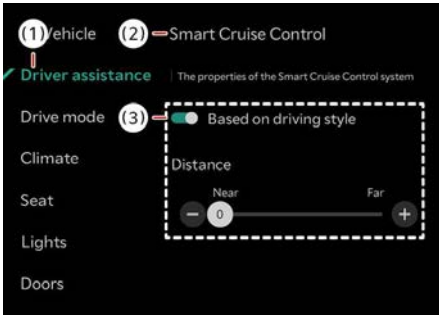 (1) Vehicle
(2) Smart Cruise Control
Driver assistance
The properties of the Smart Cruise Control system
Drive mode
(3) Based on driving style
Climate
Distance
Seat
Near
Far
−
0
+
Lights
Doors